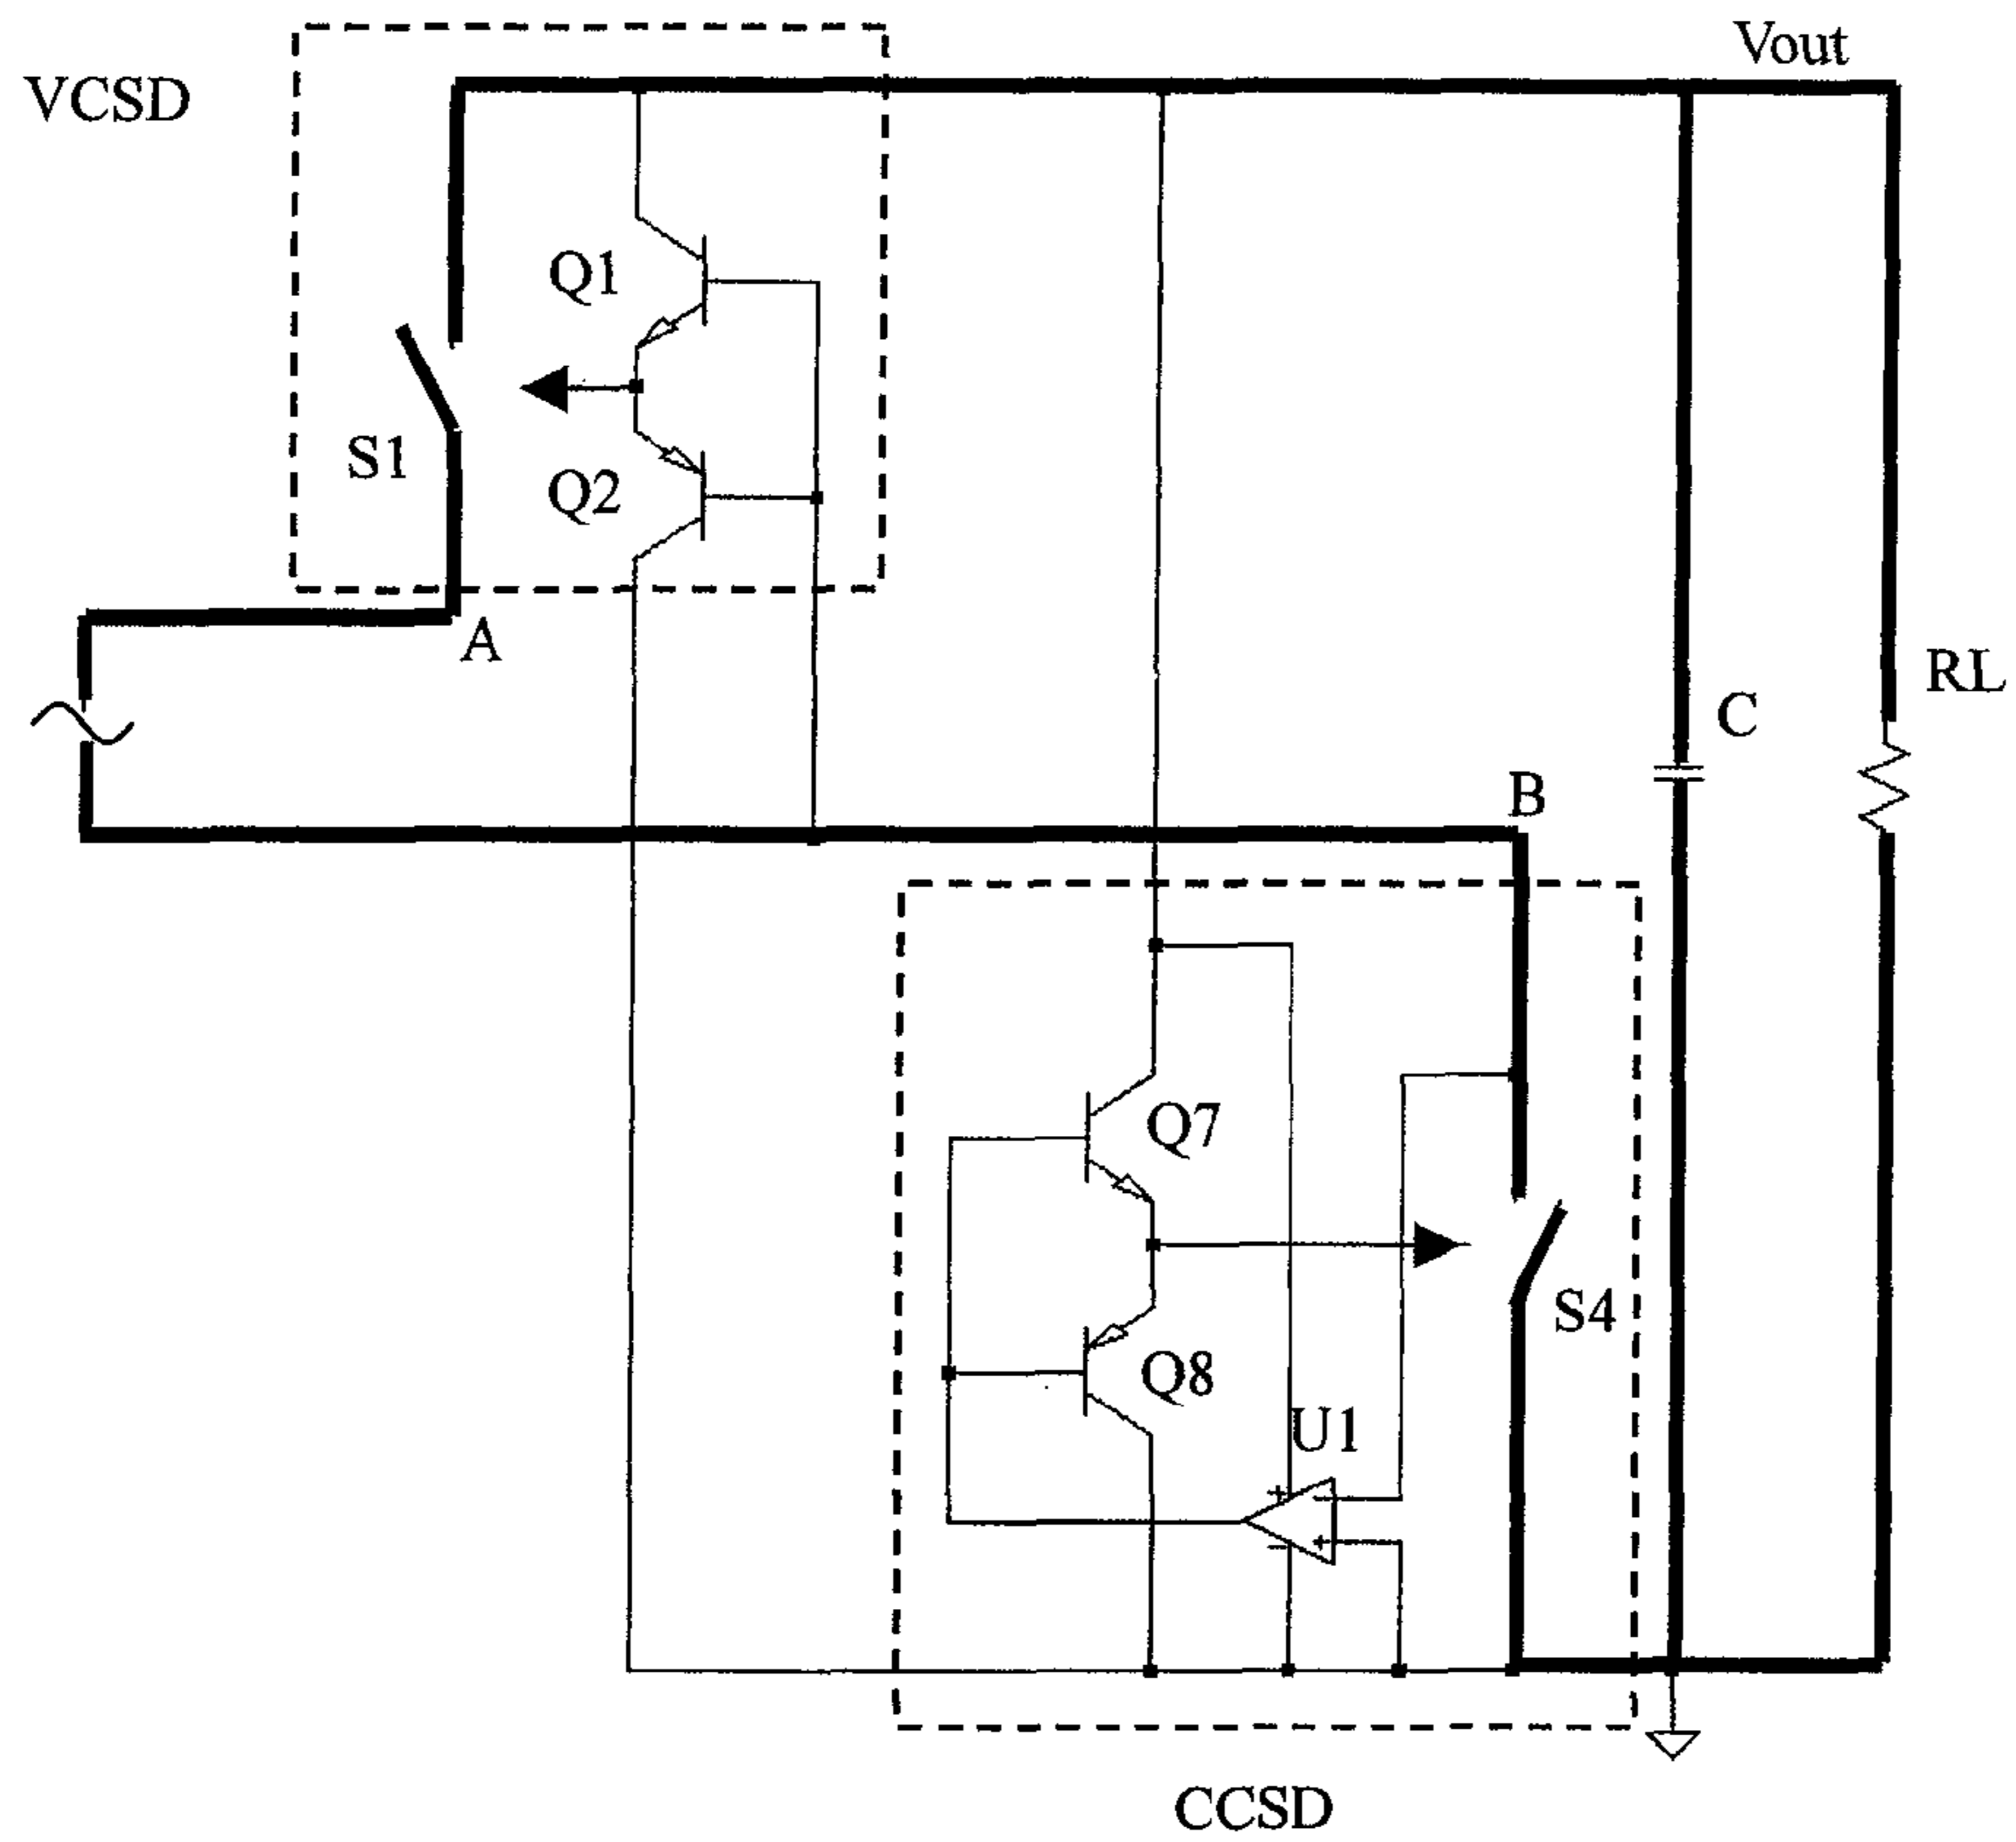 Vout
VCSD
Q1
S1
Q2
A
RL
C
B
Q7
S4
Q8
U1
+
-
-
+
CCSD